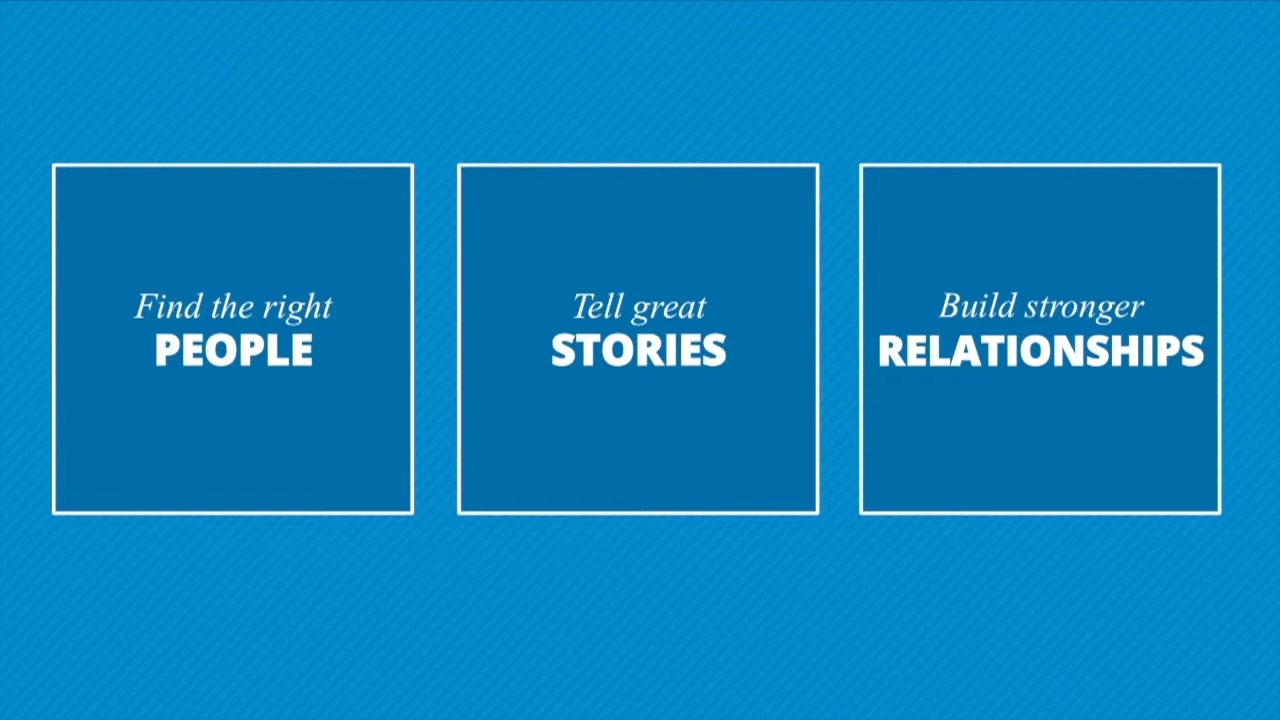 Find the right
PEOPLE
Tell great
STORIES
Build stronger
RELATIONSHIPS